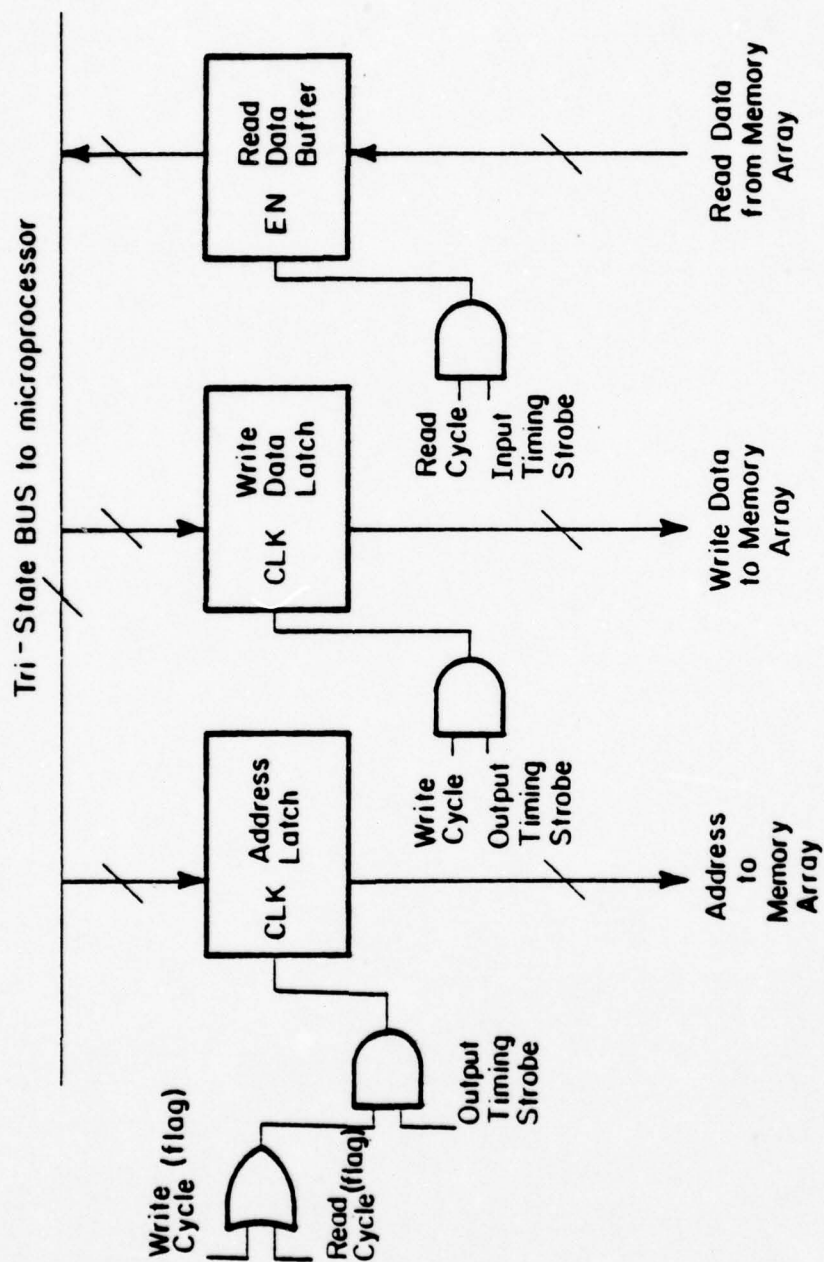 Tri-State BUS to microprocessor
Write
Cycle (flag)
Read
Cycle (flag)
Output
Timing
Strobe
Address
CLK Latch
Address
to
Memory
Array
Write
Cycle
Output
Timing
Strobe
Write
Data
CLK Latch
Write Data
to Memory
Array
Read
Cycle
Input
Timing
Strobe
Read
Data
EN Buffer
Read Data
from Memory
Array